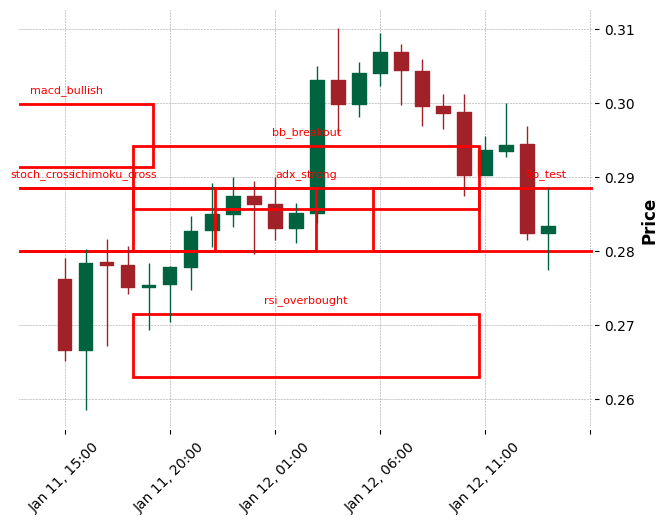 0.31
macd_bullish
0.30
bb_breakout
stoch_cross
ichimoku_cross
adx_strong
fib_test
0.29
Price
0.28
rsi_overbought
0.27
0.26
Jan 11, 15:00
Jan 11, 20:00
Jan 12, 01:00
Jan 12, 06:00
Jan 12, 11:00